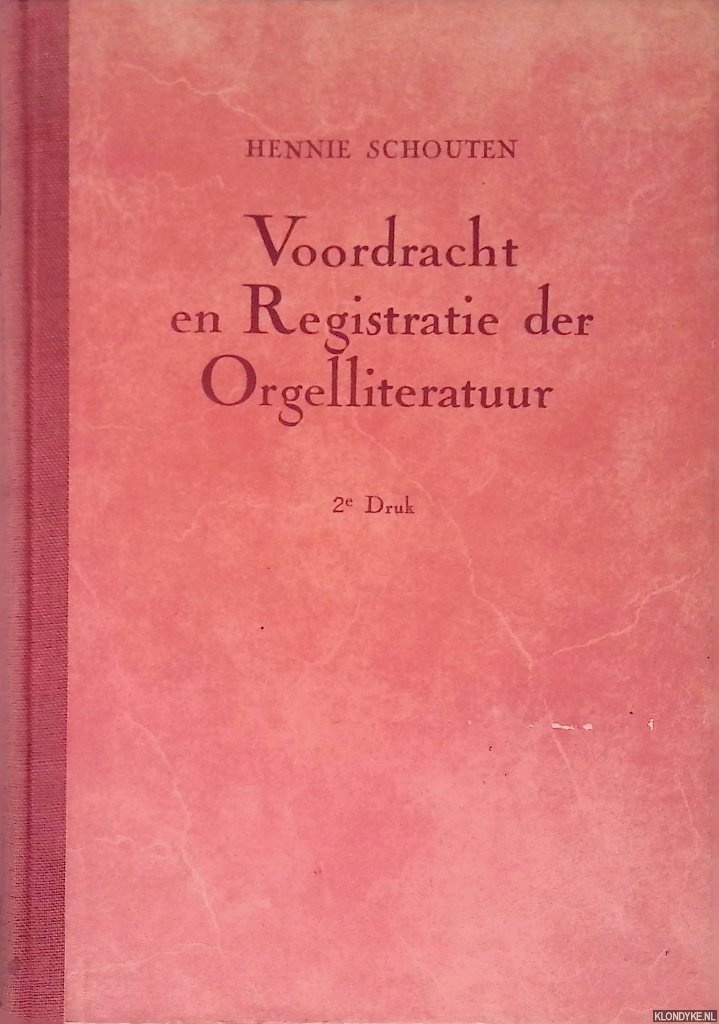 HENNIE SCHOUTEN
Voordracht
en Registratie der
Orgelliteratuur
2e Druk
KLONDYKE.NL